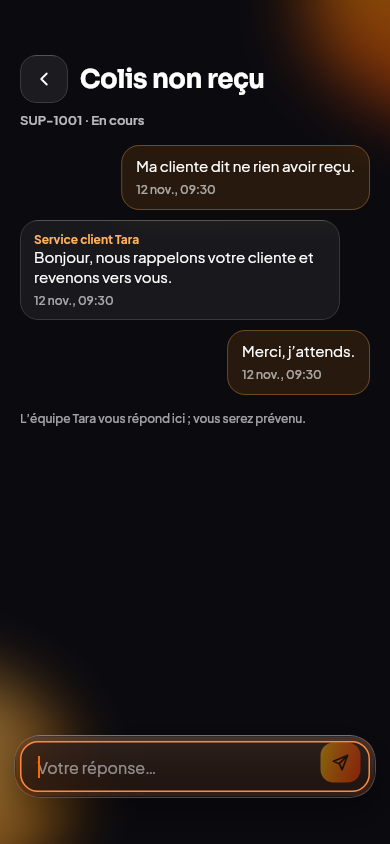 Colis non reçu
SUP-1001 · En cours
Ma cliente dit ne rien avoir reçu.
12 nov., 09:30
Service client Tara
Bonjour, nous rappelons votre cliente et
revenons vers vous.
12 nov., 09:30
Merci, j’attends.
12 nov., 09:30
L’équipe Tara vous répond ici ; vous serez prévenu.
Votre réponse…